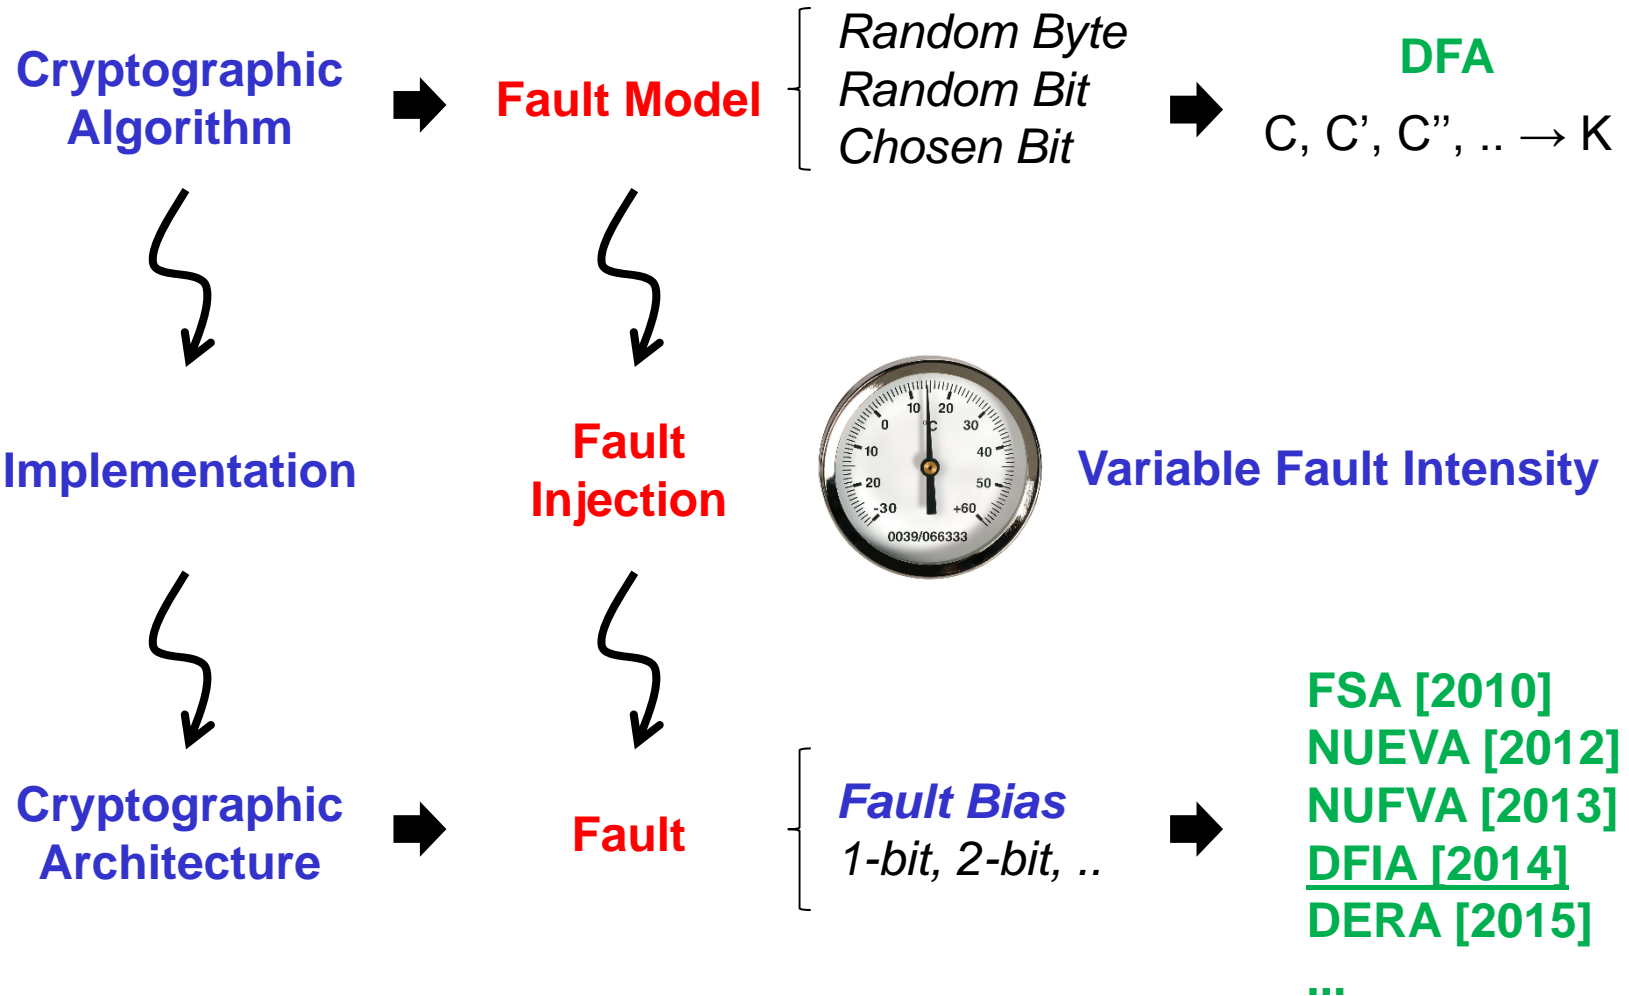 Cryptographic
Algorithm
Fault Model
Random Byte
Random Bit
Chosen Bit
DFA
C, C’, C’’, .. → K
Implementation
Fault
Injection
10 20
0 °C 30
10 40
20 50
-30 +60
0039/066333
Variable Fault Intensity
Cryptographic
Architecture
Fault
Fault Bias
1-bit, 2-bit, ..
FSA [2010]
NUEVA [2012]
NUFVA [2013]
DFIA [2014]
DERA [2015]
...